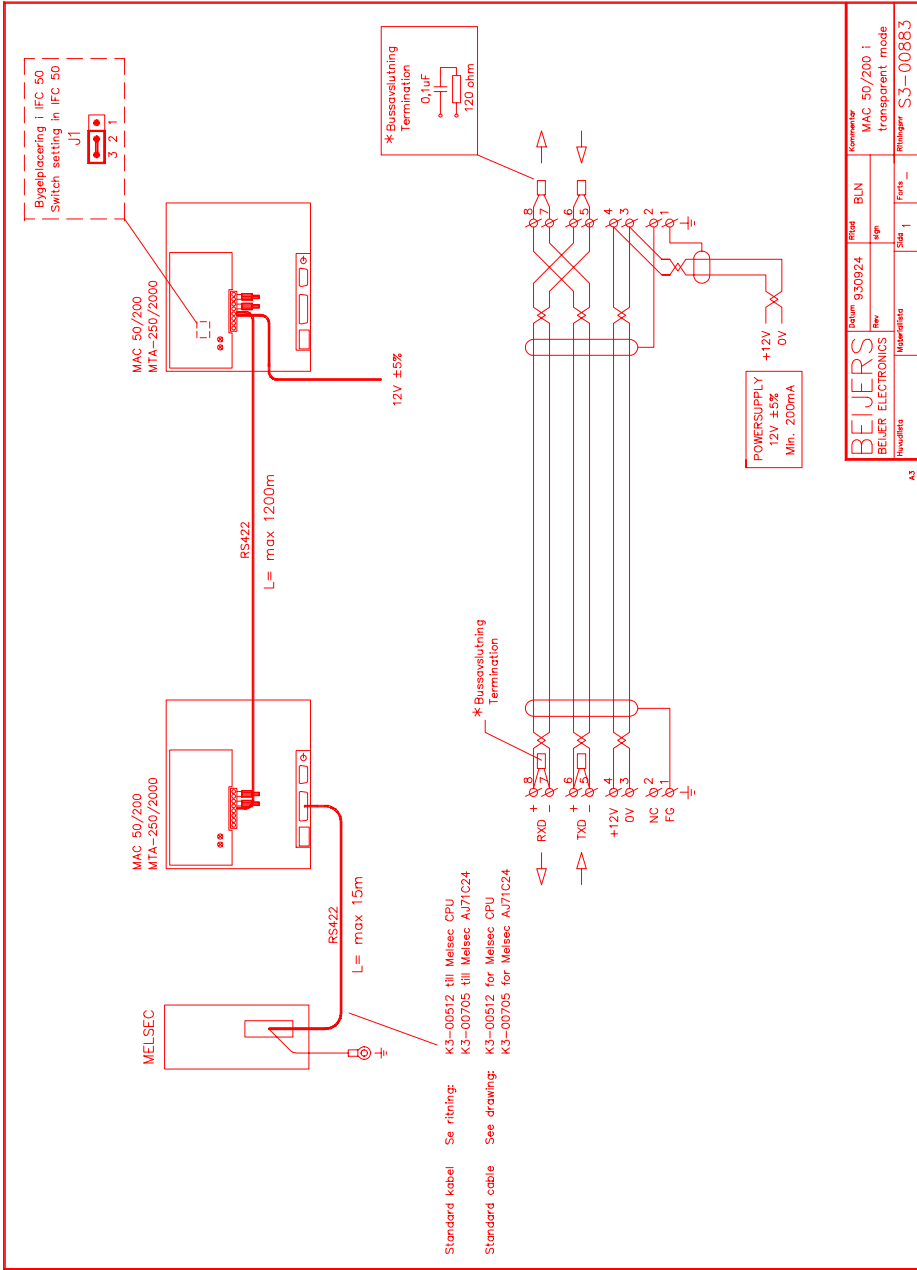 MELSEC
RS422
L= max 15m
MAC 50/200
MTA-250/2000
RS422
L= max 1200m
MAC 50/200
MTA-250/2000
12V ±5%
Bygelplacering i IFC 50
Switch setting in IFC 50
J1
3 2 1
Standard kabel Se ritning: K3-00512 till Melsec CPU
K3-00705 till Melsec AJ71C24
Standard cable See drawing: K3-00512 for Melsec CPU
K3-00705 for Melsec AJ71C24
* Bussavslutning
Termination
* Bussavslutning
Termination
0,1uF
120 ohm
RXD + 8
- 7
TXD + 6
- 5
+12V 4
0V 3
NC 2
FG 1
8
7
6
5
4
3
2
1
+12V
0V
POWERSUPPLY
12V ±5%
Min. 200mA
BEIJERS
BEIJER ELECTRONICS
Datum 930924
Rev
Ritad BLN
sign
Kommentar
MAC 50/200 i
transparent mode
Huvudlista
Materiallista
Sida 1
Forts –
Ritningsnr S3-00883
A3